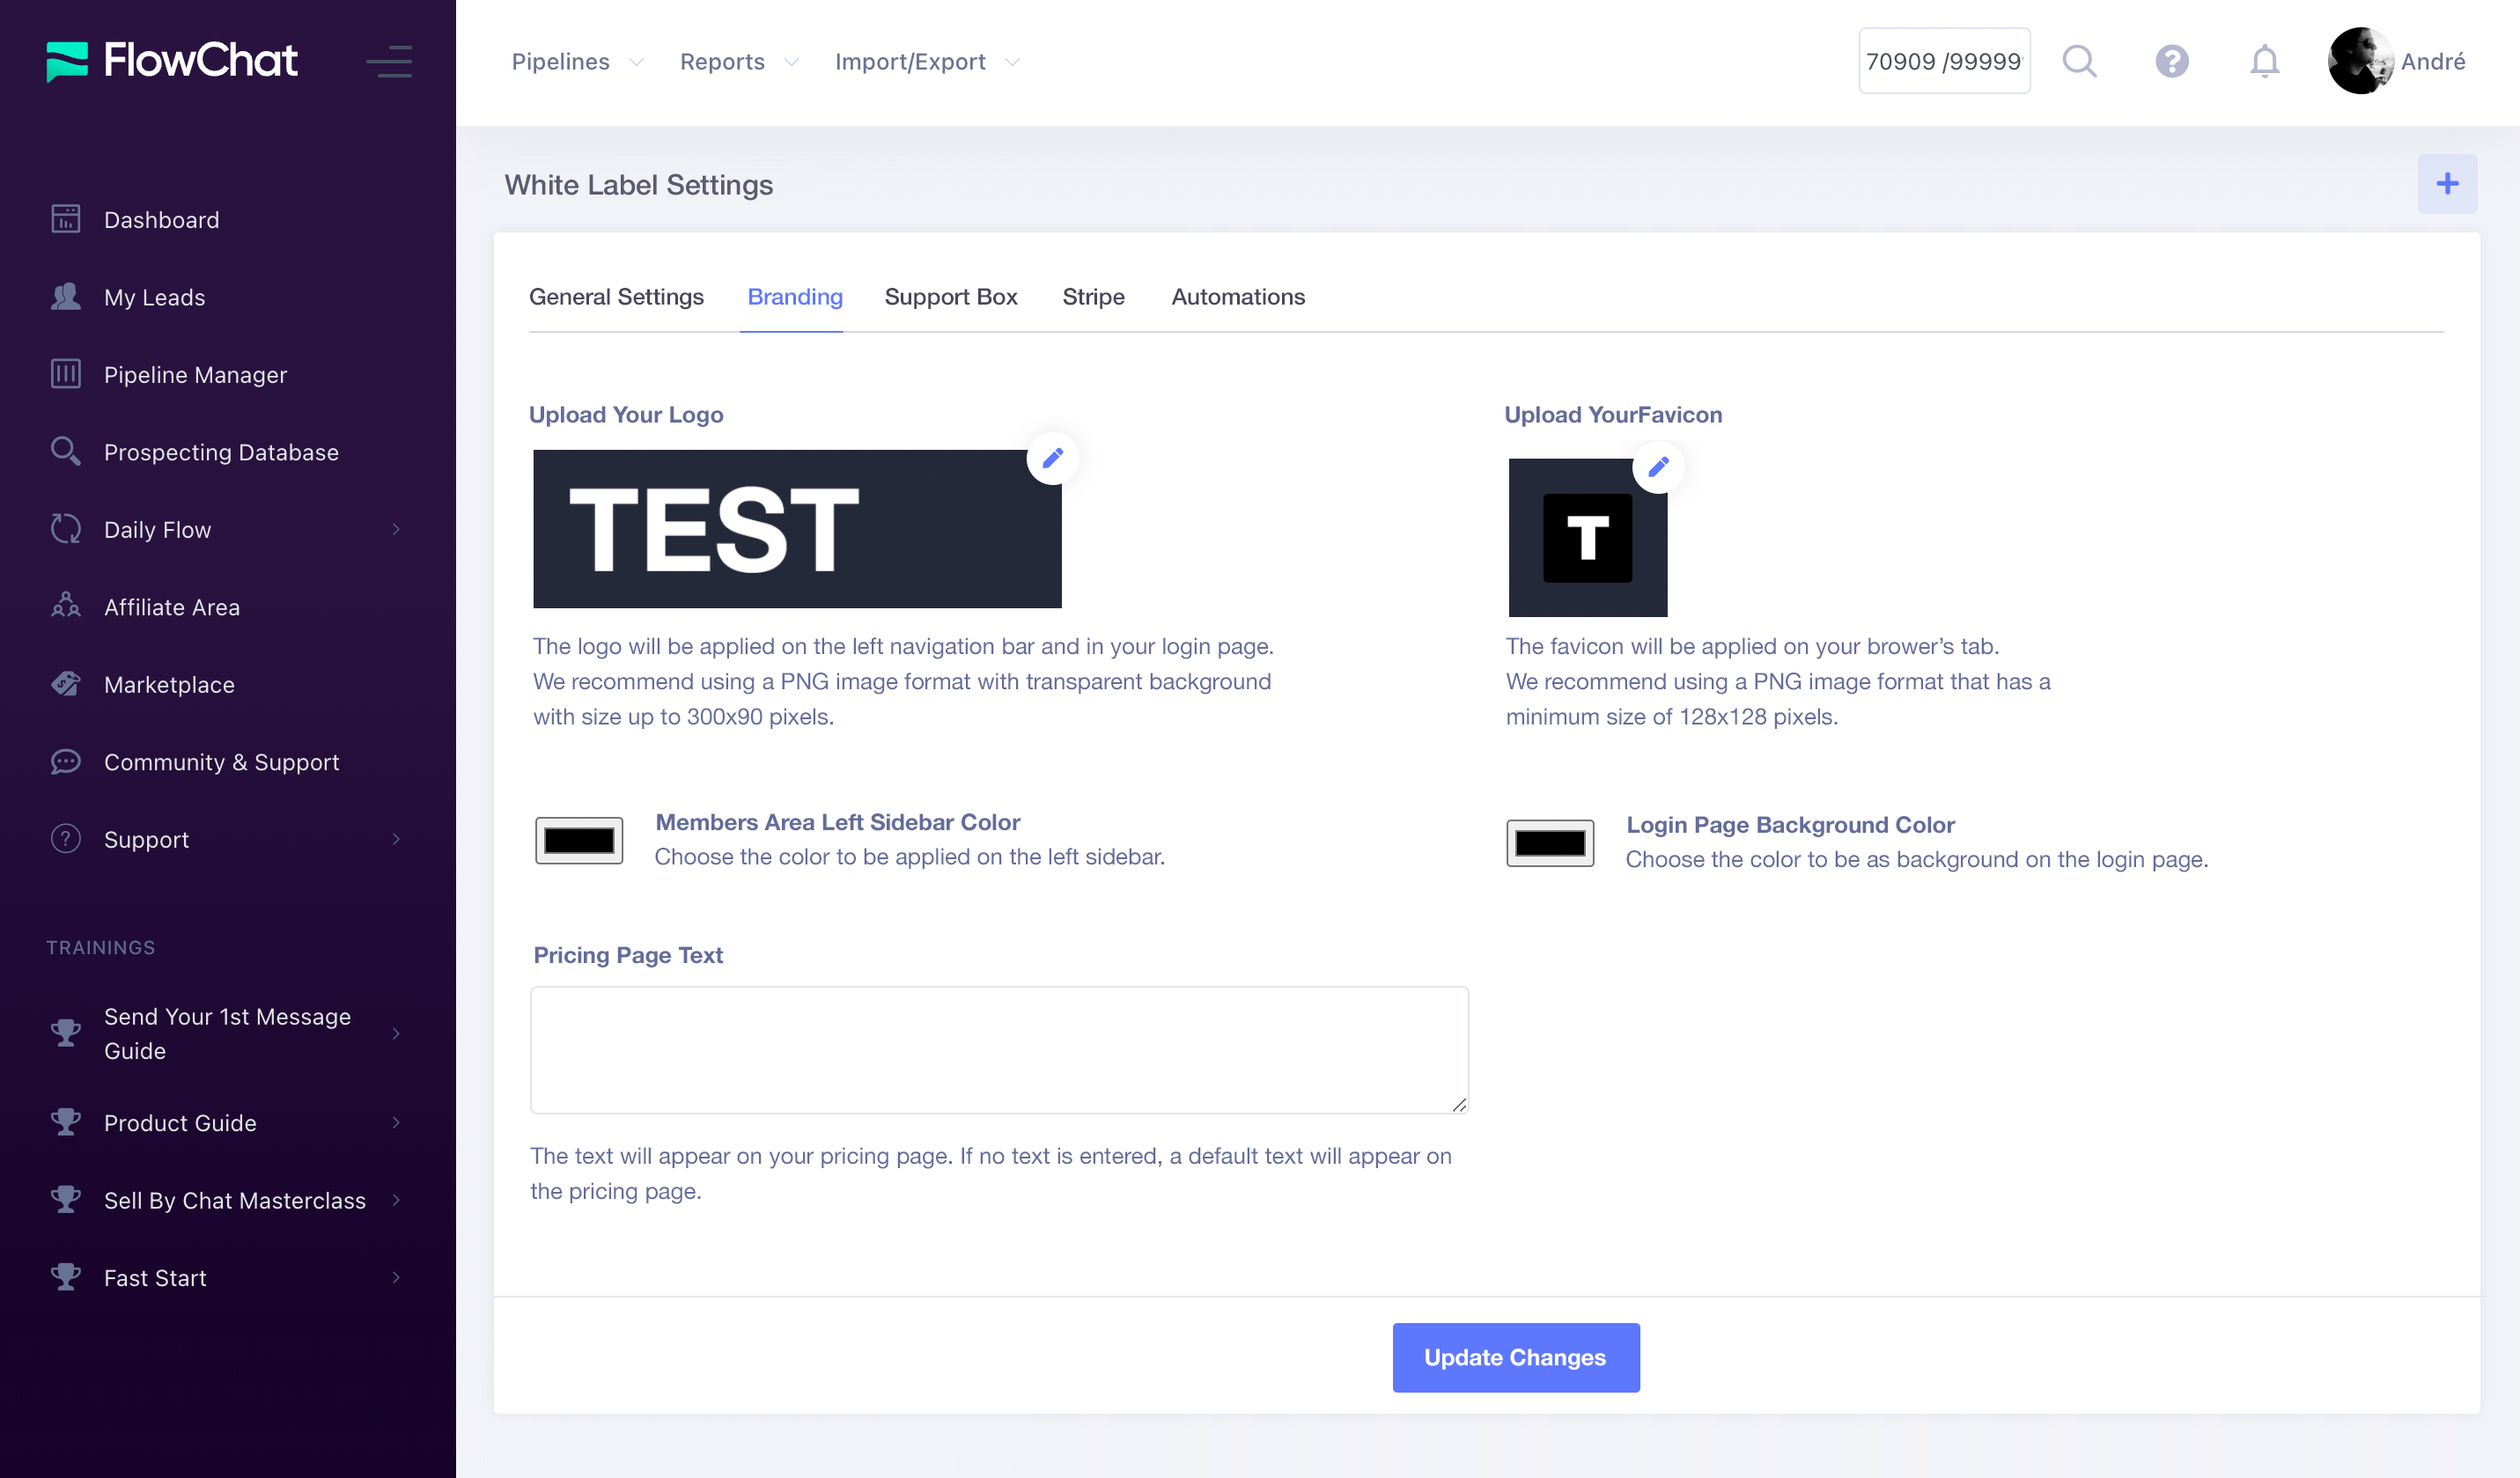 FlowChat
Pipelines
Reports
Import/Export
70909 /99999
André
Dashboard
My Leads
Pipeline Manager
Prospecting Database
Daily Flow
Affiliate Area
Marketplace
Community & Support
Support
TRAININGS
Send Your 1st Message
Guide
Product Guide
Sell By Chat Masterclass
Fast Start
White Label Settings
General Settings
Branding
Support Box
Stripe
Automations
Upload Your Logo
TEST
The logo will be applied on the left navigation bar and in your login page.
We recommend using a PNG image format with transparent background
with size up to 300x90 pixels.
Upload YourFavicon
T
The favicon will be applied on your brower’s tab.
We recommend using a PNG image format that has a
minimum size of 128x128 pixels.
Members Area Left Sidebar Color
Choose the color to be applied on the left sidebar.
Login Page Background Color
Choose the color to be as background on the login page.
Pricing Page Text
The text will appear on your pricing page. If no text is entered, a default text will appear on
the pricing page.
Update Changes